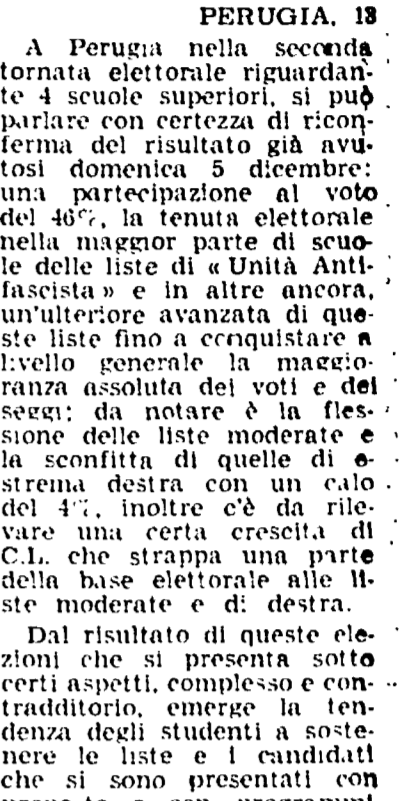 PERUGIA, 13
A Perugia nella seconda
tornata elettorale riguardan-
te 4 scuole superiori, si può
parlare con certezza di ricon-
ferma del risultato già avu-
tosi domenica 5 dicembre:
una partecipazione al voto
del 46%, la tenuta elettorale
nella maggior parte di scuo-
le delle liste di « Unità Anti-
fascista » e in altre ancora,
un'ulteriore avanzata di que-
ste liste fino a conquistare a
livello generale la maggio-
ranza assoluta dei voti e dei
seggi; da notare è la fles-
sione delle liste moderate e
la sconfitta di quelle di e-
strema destra con un calo
del 4%, inoltre c'è da rile-
vare una certa crescita di
C.L. che strappa una parte
della base elettorale alle li-
ste moderate e di destra.
Dal risultato di queste ele-
zioni che si presenta sotto
certi aspetti, complesso e con-
tradditorio, emerge la ten-
denza degli studenti a soste-
nere le liste e i candidati
che si sono presentati con